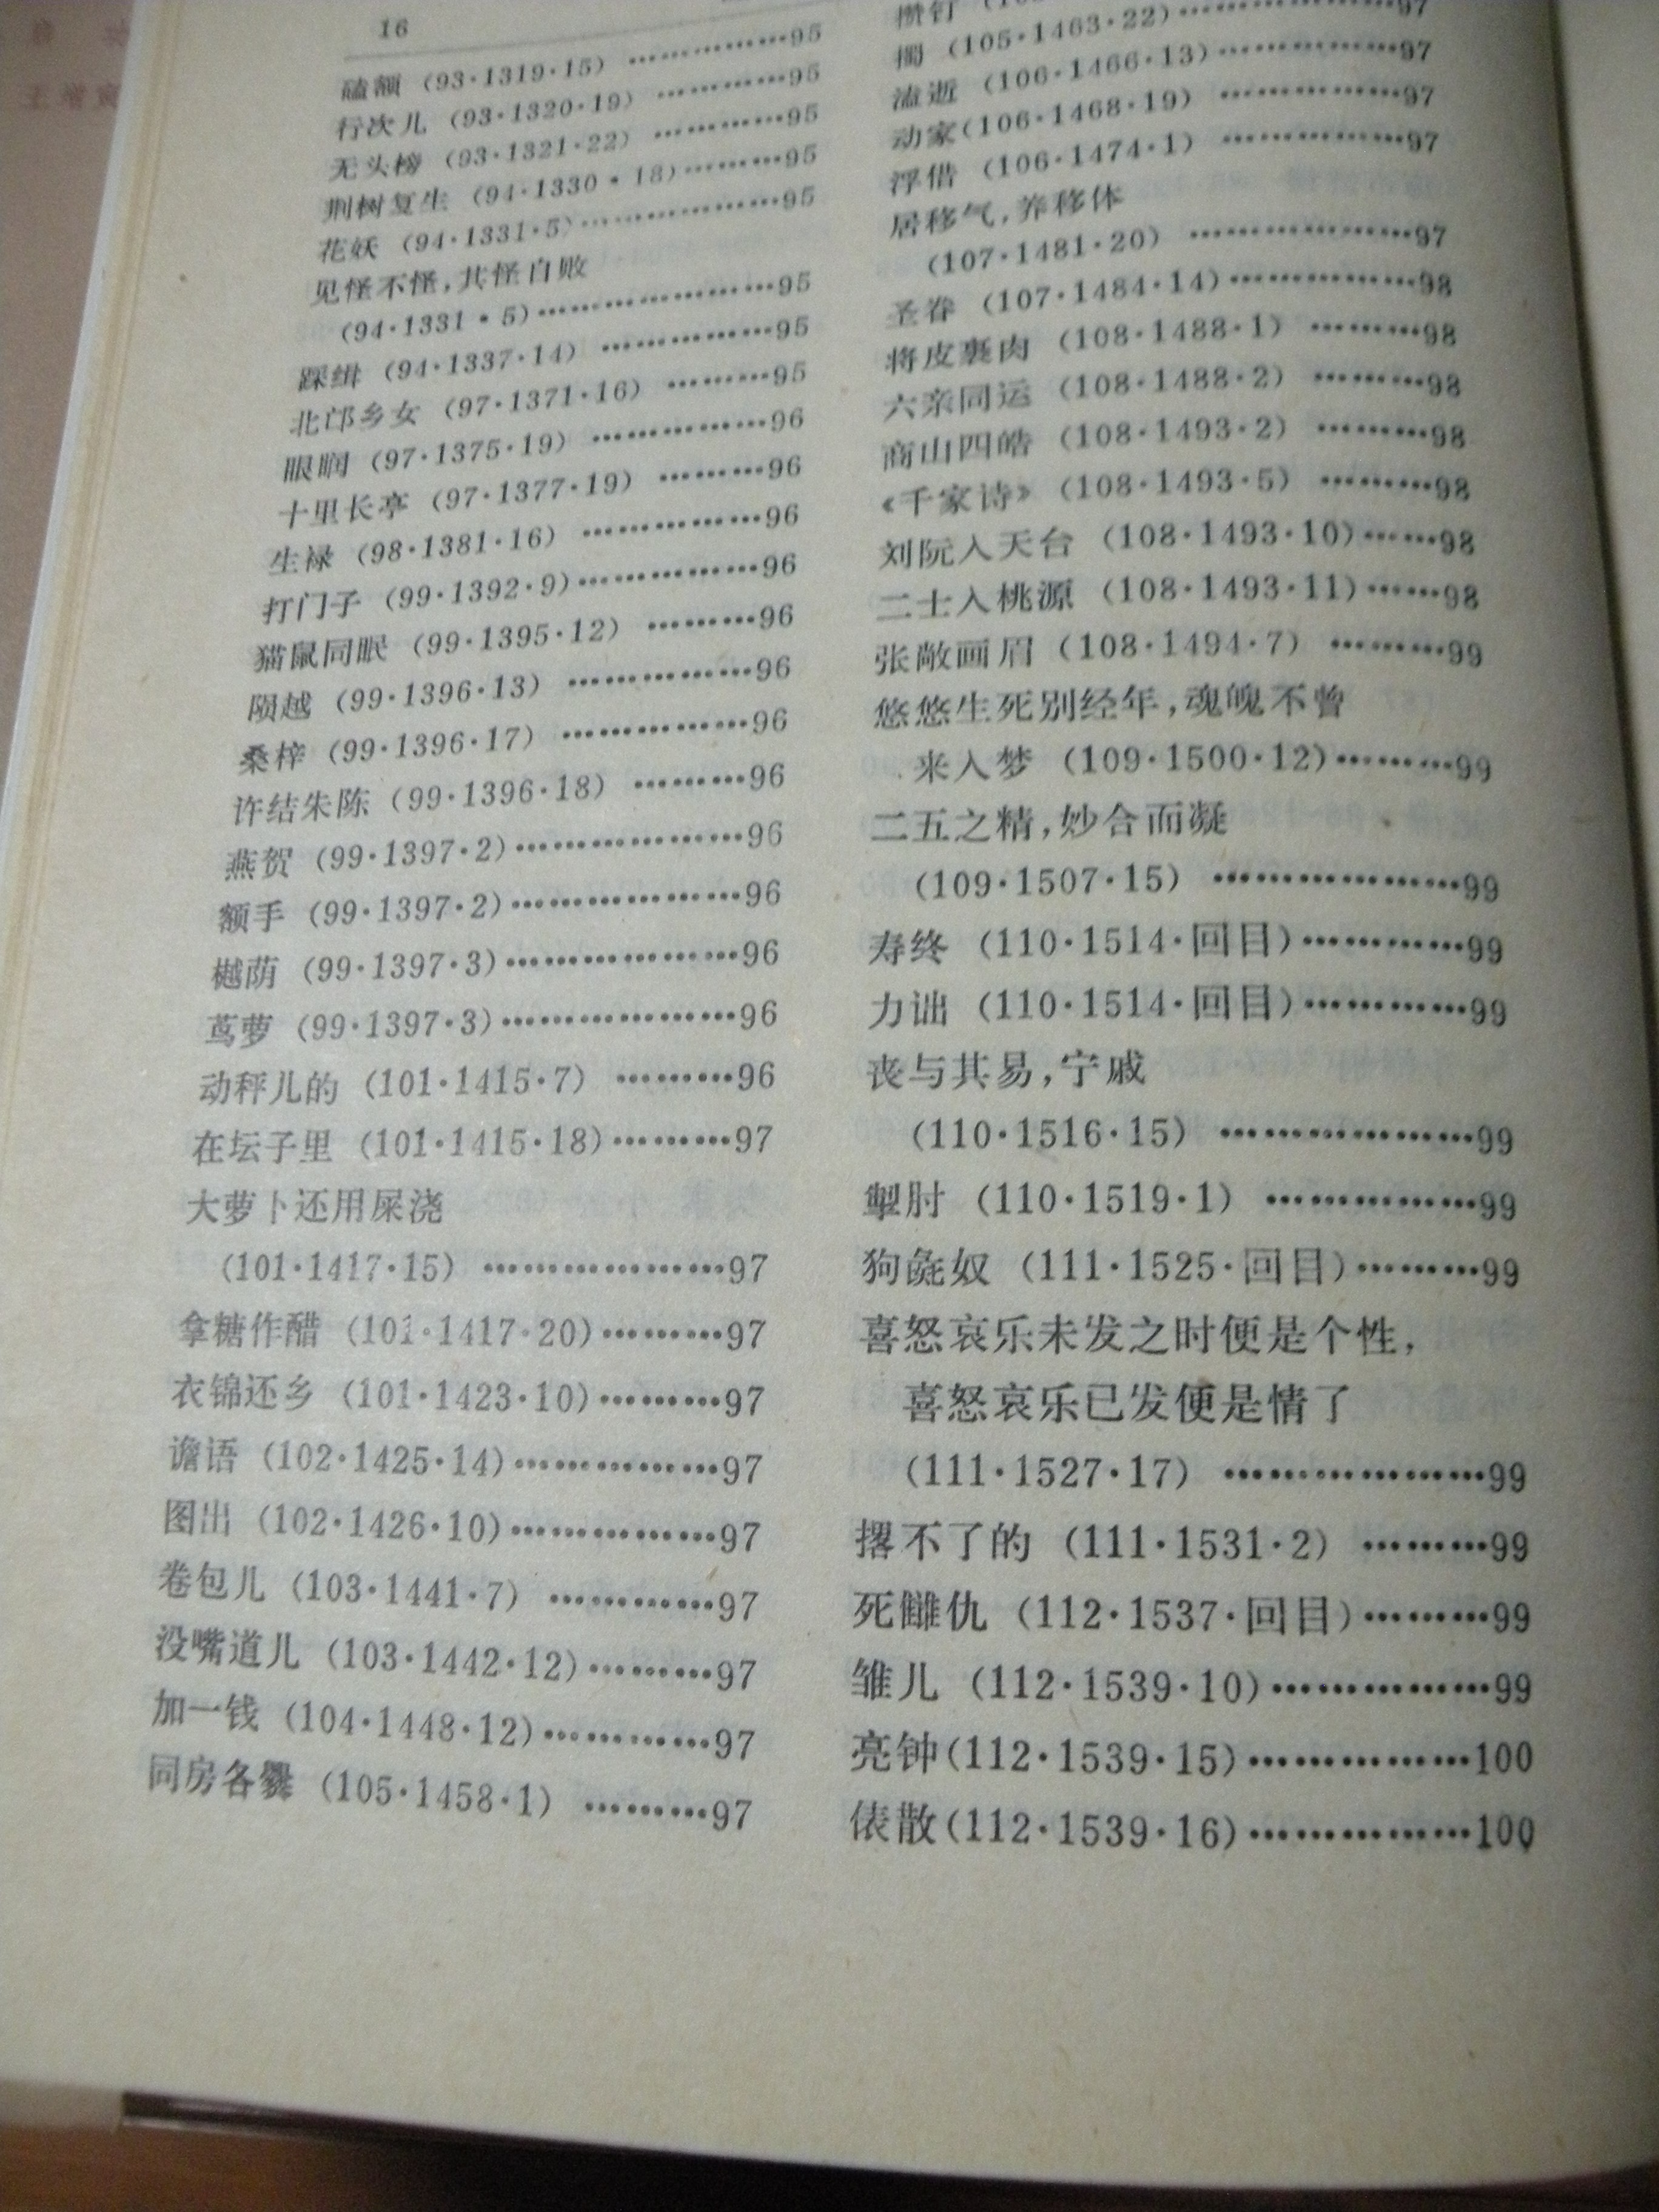 16
磕额 (93·1319·15) ……………95
行次儿 (93·1320·19) …………95
无头榜 (93·1321·22) …………95
荆树复生 (94·1330·18)………95
花妖 (94·1331·5)………………95
见怪不怪,其怪自败
(94·1331·5)……………………95
踩缉 (94·1337·14) ……………95
北邙乡女 (97·1371·16) ………95
眼睏 (97·1375·19) ……………96
十里长亭 (97·1377·19) ………96
生禄 (98·1381·16) ……………96
打门子 (99·1392·9)……………96
猫鼠同眠 (99·1395·12) ………96
陨越 (99·1396·13) ……………96
桑梓 (99·1396·17) ……………96
许结朱陈 (99·1396·18) ………96
燕贺 (99·1397·2)………………96
额手 (99·1397·2)………………96
樾荫 (99·1397·3)………………96
茑萝 (99·1397·3)………………96
动秤儿的 (101·1415·7) ………96
在坛子里 (101·1415·18)………97
大萝卜还用屎浇
(101·1417·15) ………………97
拿糖作醋 (101·1417·20)………97
衣锦还乡 (101·1423·10)………97
谵语 (102·1425·14)……………97
图出 (102·1426·10)……………97
卷包儿 (103·1441·7) …………97
没嘴道儿 (103·1442·12)………97
加一钱 (104·1448·12)…………97
同房各爨 (105·1458·1) ………97
97
(105·1463·22)………………97
溘逝 (106·1466·13)……………97
动家(106·1468·19) ……………97
浮借 (106·1474·1) ……………97
居移气,养移体
(107·1481·20) ………………97
圣眷 (107·1484·14)……………98
将皮裹肉 (108·1488·1) ………98
六亲同运 (108·1488·2) ………98
商山四皓 (108·1493·2) ………98
《千家诗》 (108·1493·5) ………98
刘阮入天台 (108·1493·10)……98
二士入桃源 (108·1493·11)……98
张敞画眉 (108·1494·7) ………99
悠悠生死别经年,魂魄不曾
来入梦 (109·1500·12)………99
二五之精,妙合而凝
(109·1507·15) ………………99
寿终 (110·1514·回目)…………99
力诎 (110·1514·回目)…………99
丧与其易,宁戚
(110·1516·15) ………………99
掣肘 (110·1519·1) ……………99
狗彘奴 (111·1525·回目)………99
喜怒哀乐未发之时便是个性,
喜怒哀乐已发便是情了
(111·1527·17) ………………99
撂不了的 (111·1531·2) ………99
死雠仇 (112·1537·回目)………99
雏儿 (112·1539·10)……………99
亮钟(112·1539·15)……………100
俵散(112·1539·16)……………100